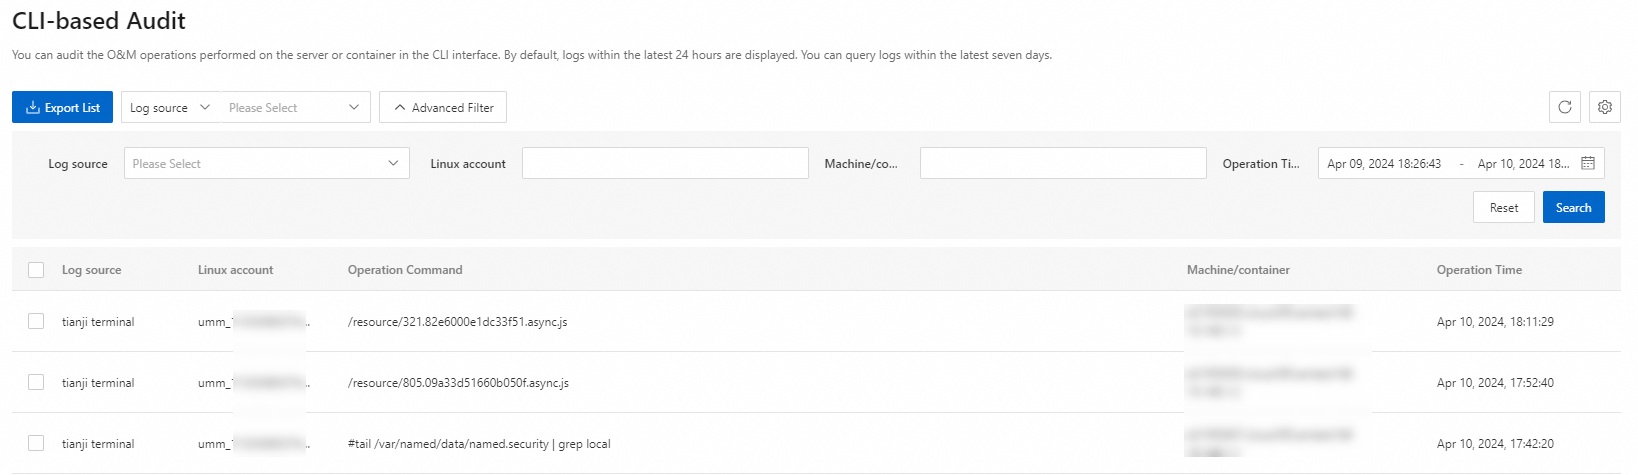 CLI-based Audit
You can audit the O&M operations performed on the server or container in the CLI interface. By default, logs within the latest 24 hours are displayed. You can query logs within the latest seven days.
Export List Log source Please Select Advanced Filter
Log source Please Select Linux account Machine/co... Operation Ti... Apr 09, 2024 18:26:43 - Apr 10, 2024 18...
Reset Search
Log source Linux account Operation Command Machine/container Operation Time
tianji terminal umm_ .. /resource/321.82e6000e1dc33f51.async.js Apr 10, 2024, 18:11:29
tianji terminal umm_ .. /resource/805.09a33d51660b050f.async.js Apr 10, 2024, 17:52:40
tianji terminal umm_ .. #tail /var/named/data/named.security | grep local Apr 10, 2024, 17:42:20